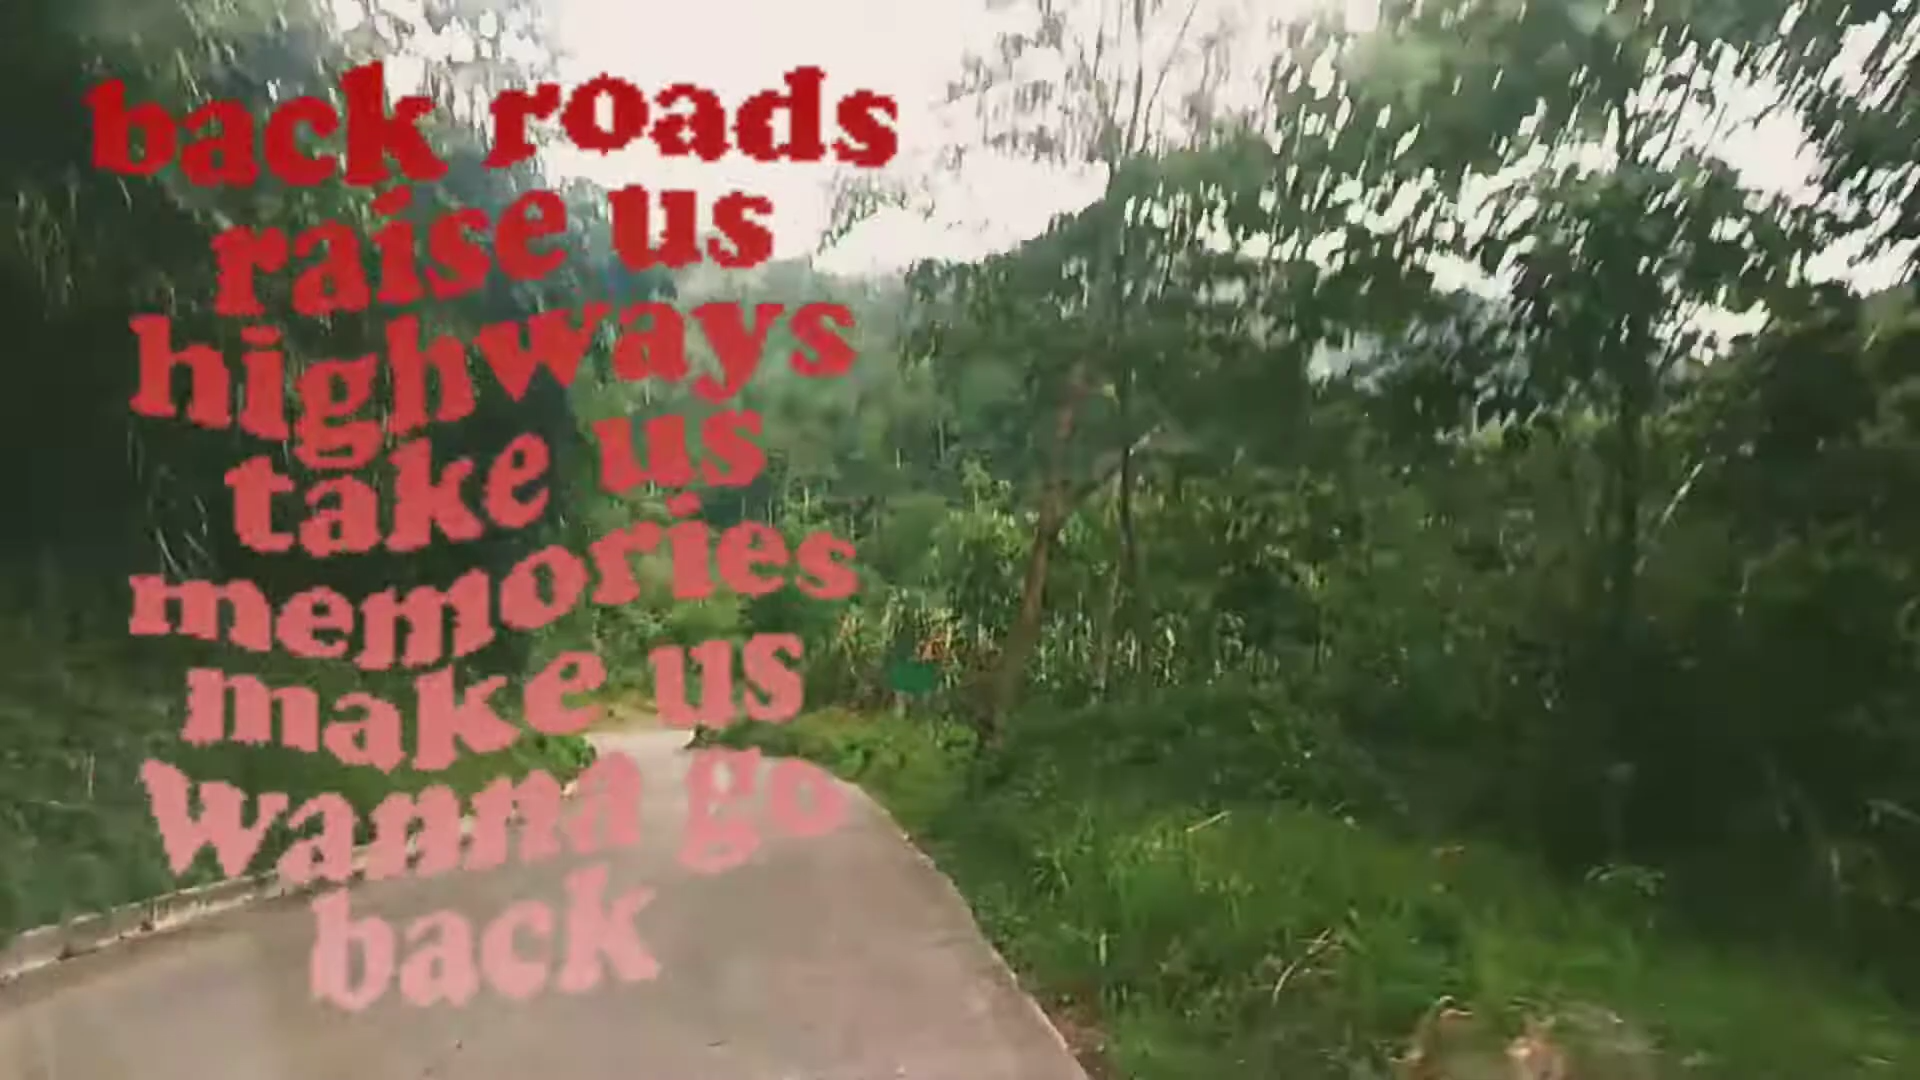 back roads
raise us
highways
take us
memories
make us
wanna go
back